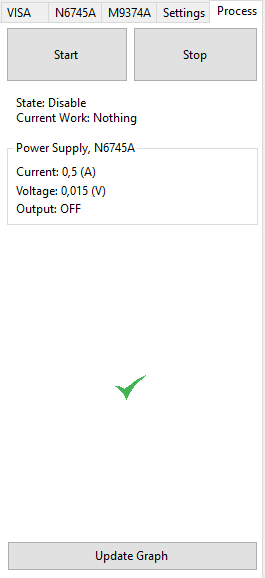 VISA N6745A M9374A Settings Process
Start Stop
State: Disable
Current Work: Nothing
Power Supply, N6745A
Current: 0,5 (A)
Voltage: 0,015 (V)
Output: OFF
Update Graph